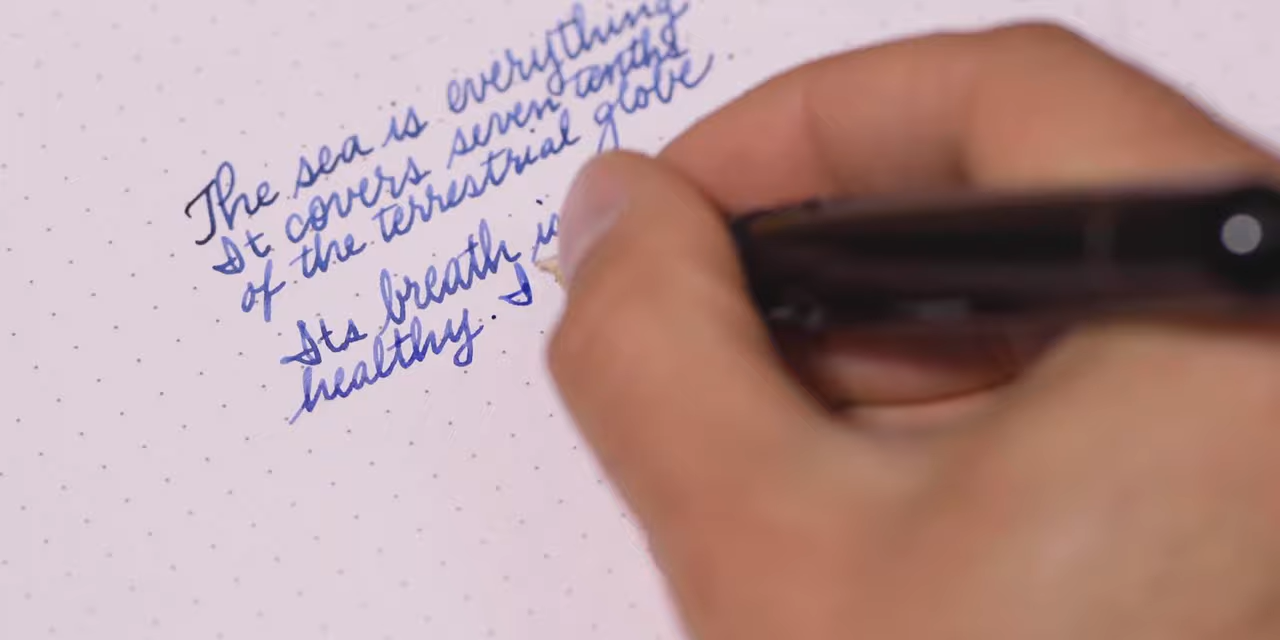 The sea is everything
It covers seven tenths
of the terrestrial globe
Its breath is
healthy. I